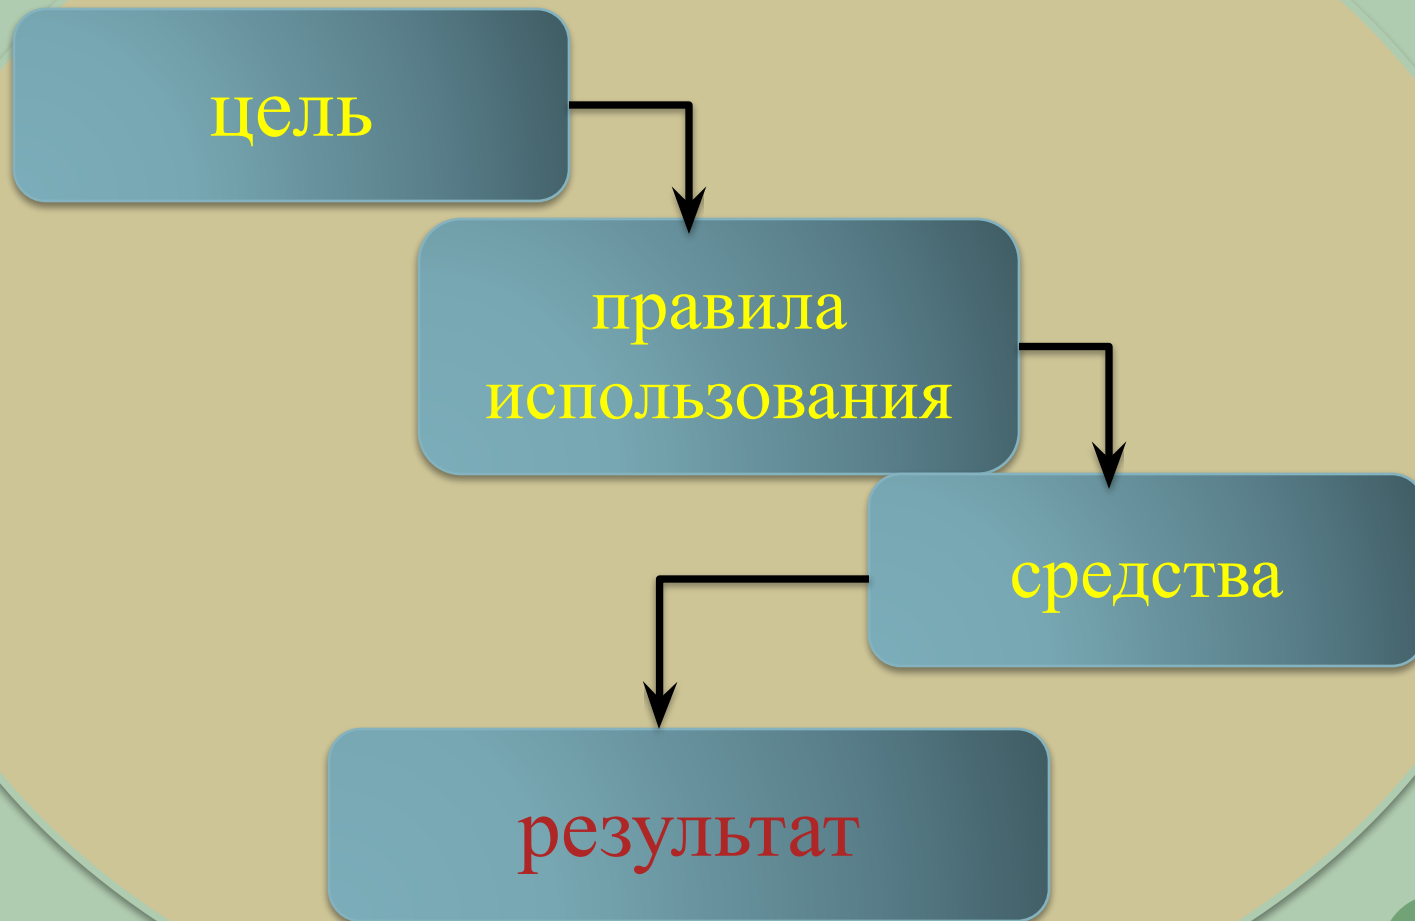 цель
правила
использования
средства
результат